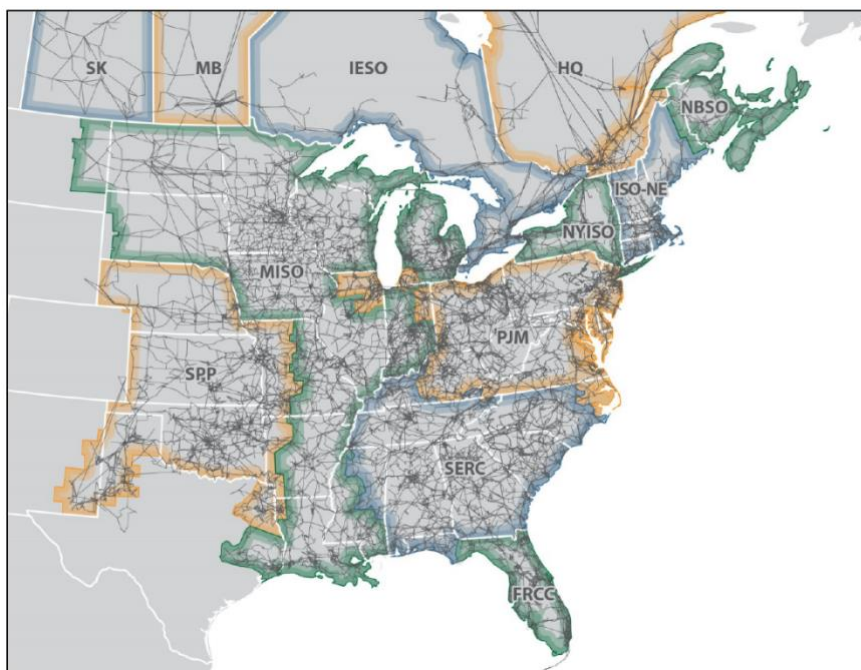 SK
MB
IESO
HQ
NBSO
ISO-NE
NYISO
MISO
PJM
SPP
SERC
FRCC